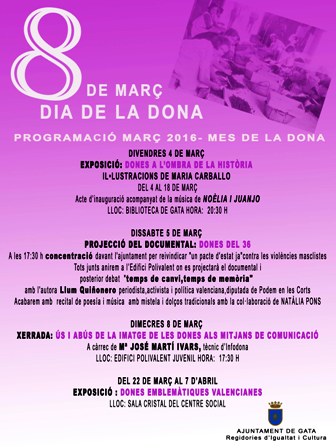 8
DE MARÇ
DIA DE LA DONA
PROGRAMACIÓ MARÇ 2016- MES DE LA DONA
DIVENDRES 4 DE MARÇ
EXPOSICIÓ: DONES A L'OMBRA DE LA HISTÒRIA
IL•LUSTRACIONS DE MARIA CARBALLO
DEL 4 AL 18 DE MARÇ
Acte d'inauguració acompanyat de la música de NOÈLIA I JUANJO
LLOC: BIBLIOTECA DE GATA HORA: 20:30 H
DISSABTE 5 DE MARÇ
PROJECCIÓ DEL DOCUMENTAL: DONES DEL 36
A les 17:30 h concentració davant l'ajuntament per reivindicar "un pacte d'estat ja"contra les violències masclistes
Tots junts anirem a l'Edifici Polivalent on es projectarà el documental i
posterior debat "temps de canvi,temps de memòria"
amb l'autora Llum Quiñonero periodista,activista i política valenciana,diputada de Podem en les Corts
Acabarem amb recital de poesia i música amb mistela i dolços tradicionals amb la col·laboració de NATÀLIA PONS
DIMECRES 8 DE MARÇ
XERRADA: ÚS I ABÚS DE LA IMATGE DE LES DONES ALS MITJANS DE COMUNICACIÓ
A càrrec de Mª JOSÉ MARTÍ IVARS, tècnic d'Infodona
LLOC: EDIFICI POLIVALENT JUVENIL HORA: 17:30 H
DEL 22 DE MARÇ AL 7 D'ABRIL
EXPOSICIÓ : DONES EMBLEMÀTIQUES VALENCIANES
LLOC: SALA CRISTAL DEL CENTRE SOCIAL
AJUNTAMENT DE GATA
Regidories d'Igualtat i Cultura